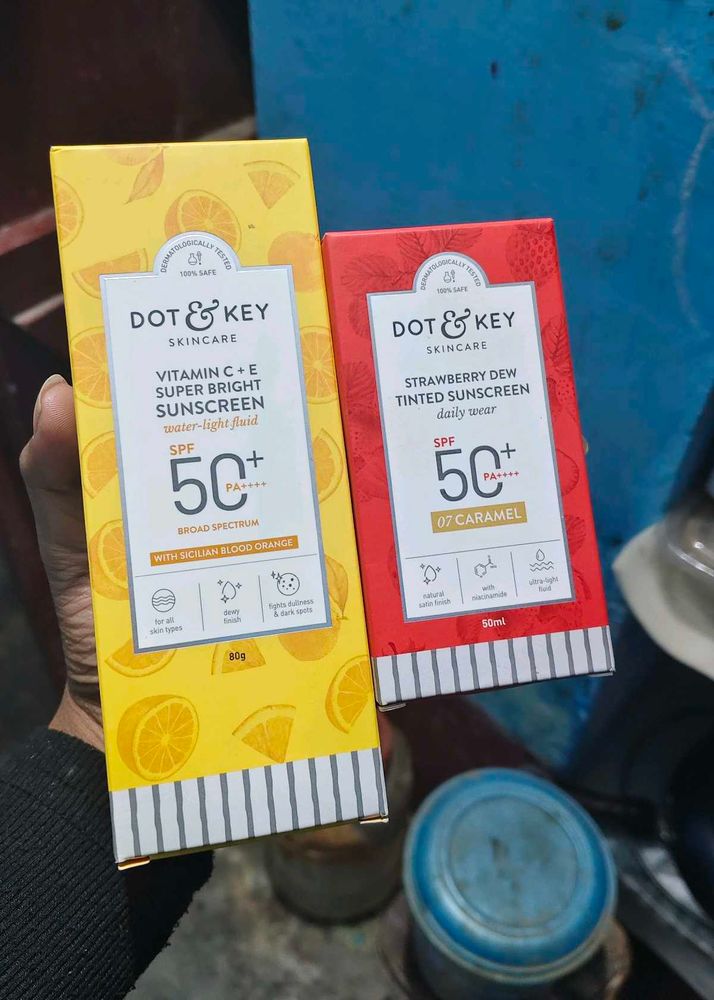 DERMATOLOGICALLY TESTED
100% SAFE
DOT & KEY
SKINCARE
VITAMIN C + E
SUPER BRIGHT
SUNSCREEN
water-light fluid
SPF
50+
PA++++
BROAD SPECTRUM
WITH SICILIAN BLOOD ORANGE
for all
skin types
dewy
finish
fights dullness
& dark spots
80g
DERMATOLOGICALLY TESTED
100% SAFE
DOT & KEY
SKINCARE
STRAWBERRY DEW
TINTED SUNSCREEN
daily wear
SPF
50+
PA++++
07 CARAMEL
natural
satin finish
with
niacinamide
ultra-light
fluid
50ml